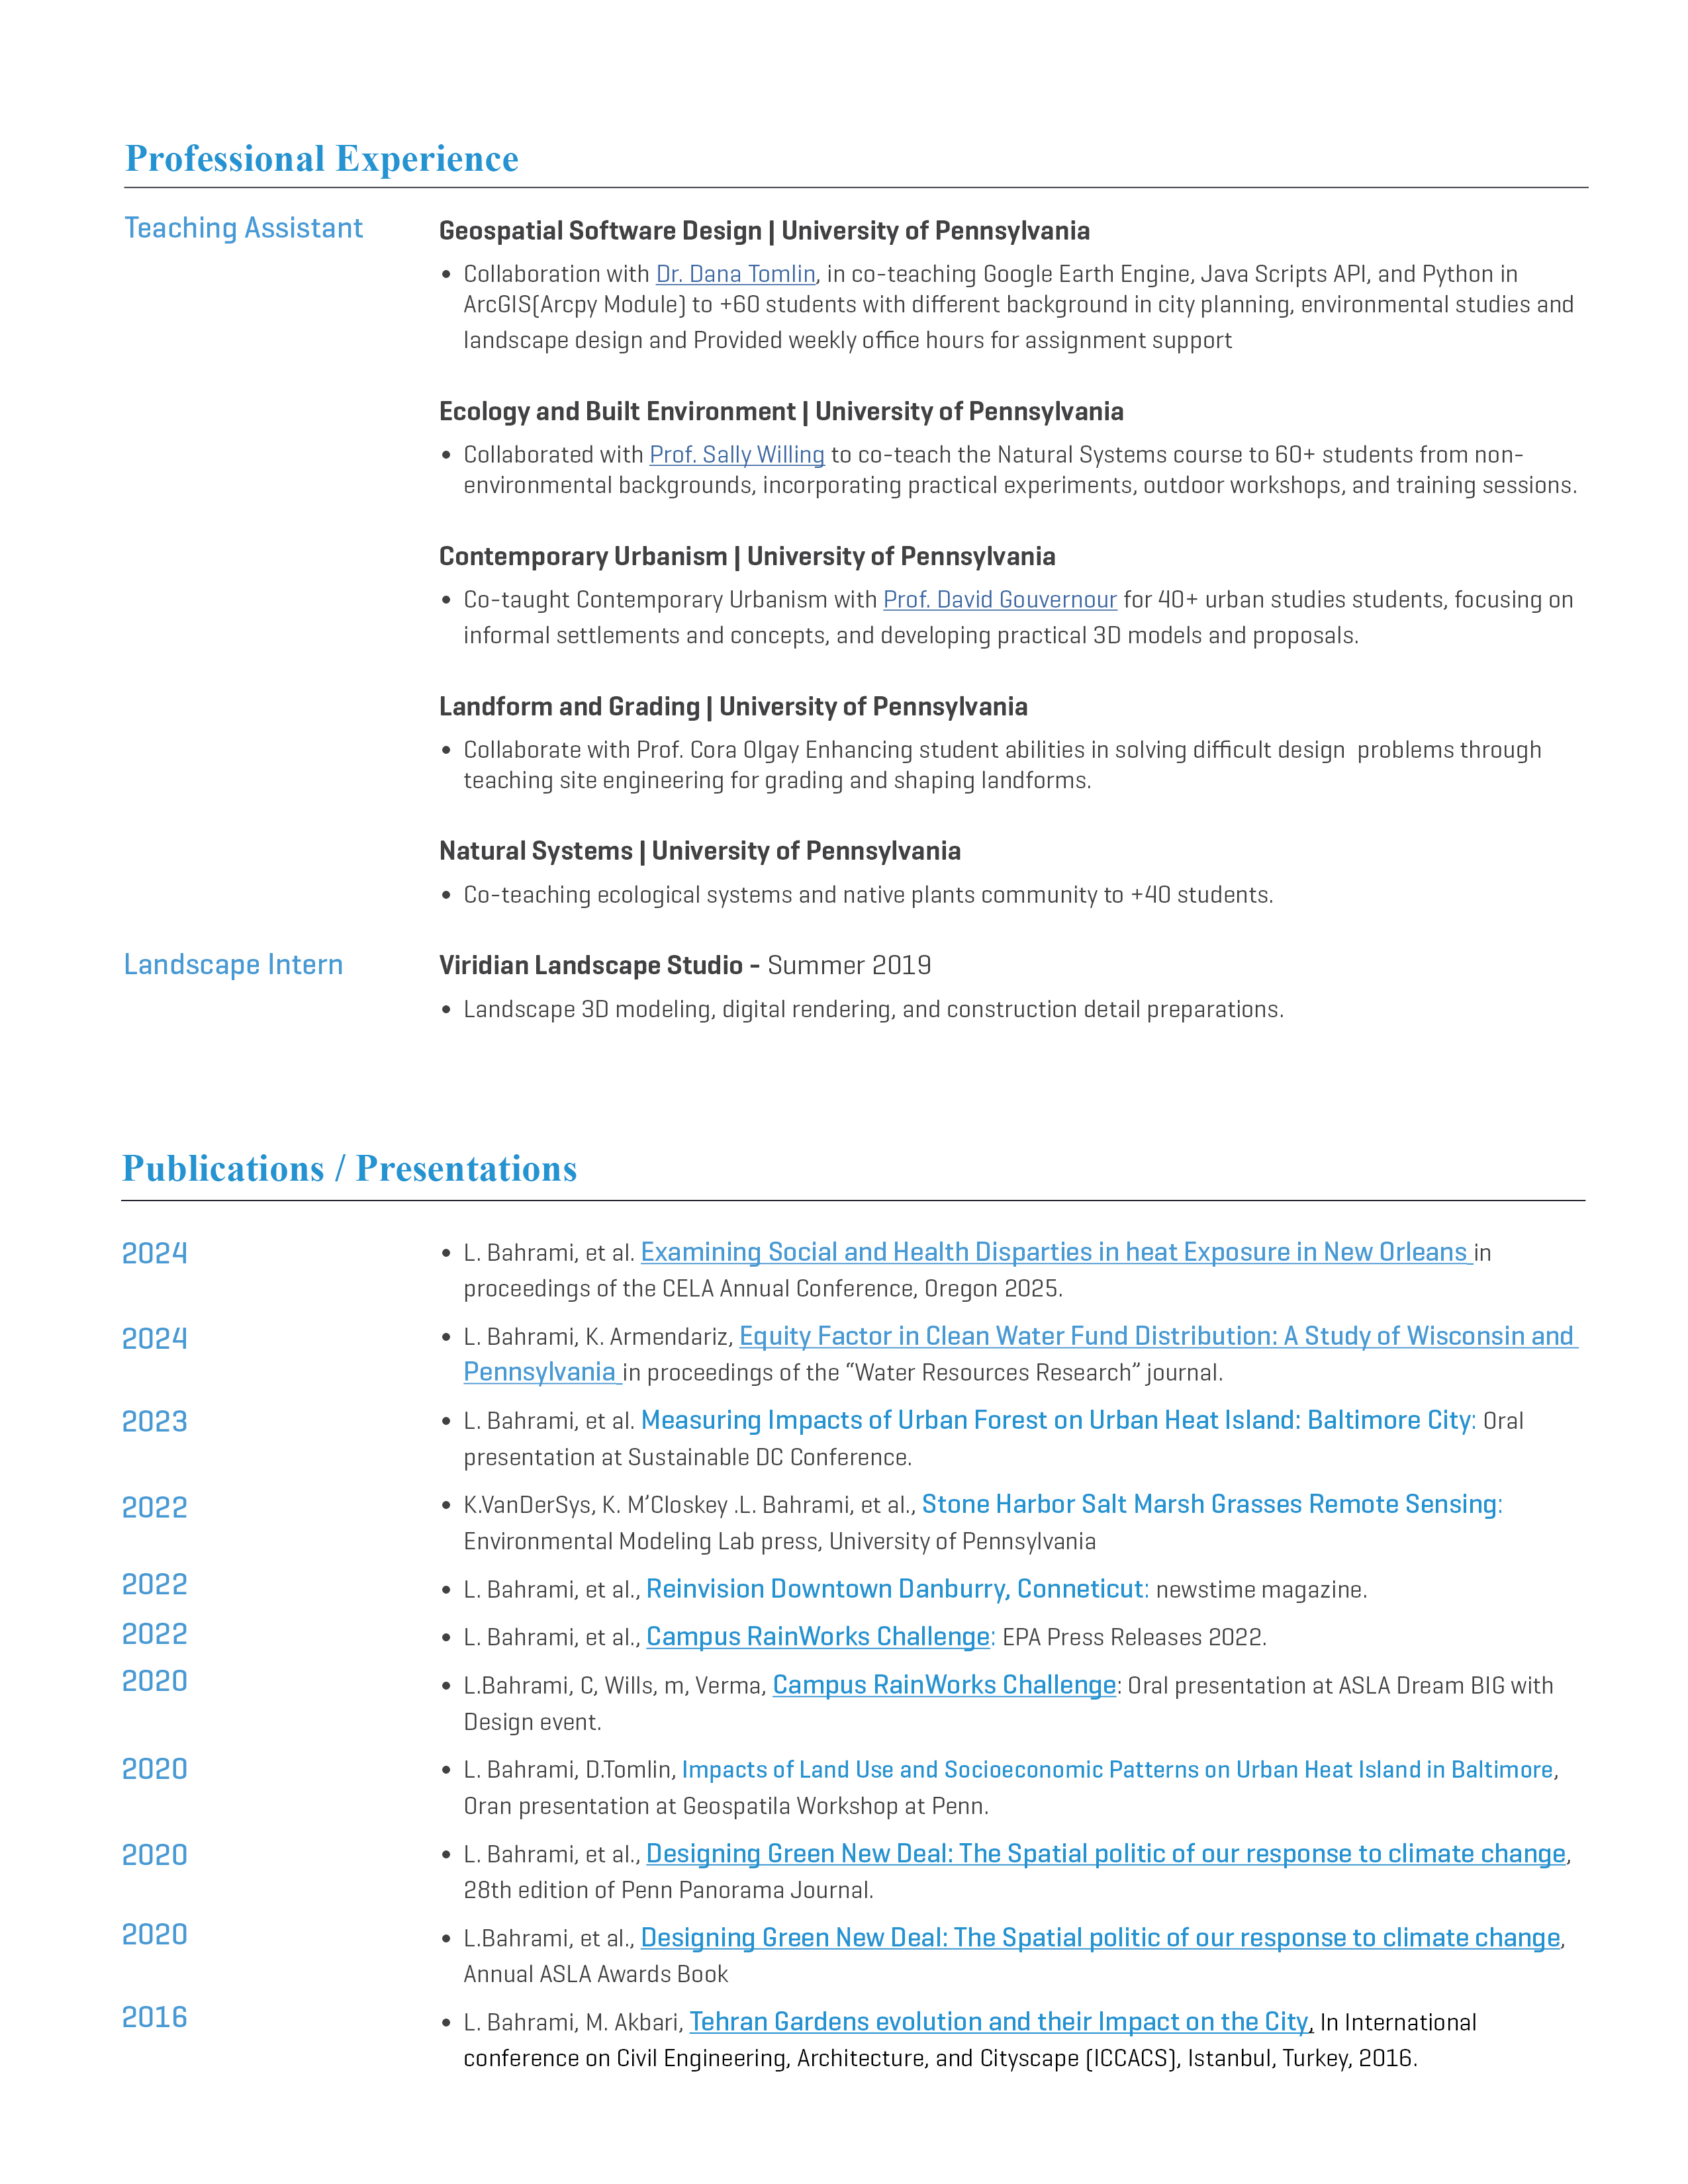 Professional Experience
Teaching Assistant
Geospatial Software Design | University of Pennsylvania
• Collaboration with Dr. Dana Tomlin, in co-teaching Google Earth Engine, Java Scripts API, and Python in
ArcGIS(Arcpy Module) to +60 students with different background in city planning, environmental studies and
landscape design and Provided weekly office hours for assignment support
Ecology and Built Environment | University of Pennsylvania
• Collaborated with Prof. Sally Willing to co-teach the Natural Systems course to 60+ students from non-
environmental backgrounds, incorporating practical experiments, outdoor workshops, and training sessions.
Contemporary Urbanism | University of Pennsylvania
• Co-taught Contemporary Urbanism with Prof. David Gouvernour for 40+ urban studies students, focusing on
informal settlements and concepts, and developing practical 3D models and proposals.
Landform and Grading | University of Pennsylvania
• Collaborate with Prof. Cora Olgay Enhancing student abilities in solving difficult design  problems through
teaching site engineering for grading and shaping landforms.
Natural Systems | University of Pennsylvania
• Co-teaching ecological systems and native plants community to +40 students.
Landscape Intern
Viridian Landscape Studio - Summer 2019
• Landscape 3D modeling, digital rendering, and construction detail preparations.
Publications / Presentations
2024
• L. Bahrami, et al. Examining Social and Health Disparties in heat Exposure in New Orleans in
proceedings of the CELA Annual Conference, Oregon 2025.
2024
• L. Bahrami, K. Armendariz, Equity Factor in Clean Water Fund Distribution: A Study of Wisconsin and
Pennsylvania in proceedings of the “Water Resources Research” journal.
2023
• L. Bahrami, et al. Measuring Impacts of Urban Forest on Urban Heat Island: Baltimore City: Oral
presentation at Sustainable DC Conference.
2022
• K.VanDerSys, K. M’Closkey .L. Bahrami, et al., Stone Harbor Salt Marsh Grasses Remote Sensing:
Environmental Modeling Lab press, University of Pennsylvania
2022
• L. Bahrami, et al., Reinvision Downtown Danburry, Conneticut: newstime magazine.
2022
• L. Bahrami, et al., Campus RainWorks Challenge: EPA Press Releases 2022.
2020
• L.Bahrami, C, Wills, m, Verma, Campus RainWorks Challenge: Oral presentation at ASLA Dream BIG with
Design event.
2020
• L. Bahrami, D.Tomlin, Impacts of Land Use and Socioeconomic Patterns on Urban Heat Island in Baltimore,
Oran presentation at Geospatila Workshop at Penn.
2020
• L. Bahrami, et al., Designing Green New Deal: The Spatial politic of our response to climate change,
28th edition of Penn Panorama Journal.
2020
• L.Bahrami, et al., Designing Green New Deal: The Spatial politic of our response to climate change,
Annual ASLA Awards Book
2016
• L. Bahrami, M. Akbari, Tehran Gardens evolution and their Impact on the City, In International
conference on Civil Engineering, Architecture, and Cityscape (ICCACS), Istanbul, Turkey, 2016.